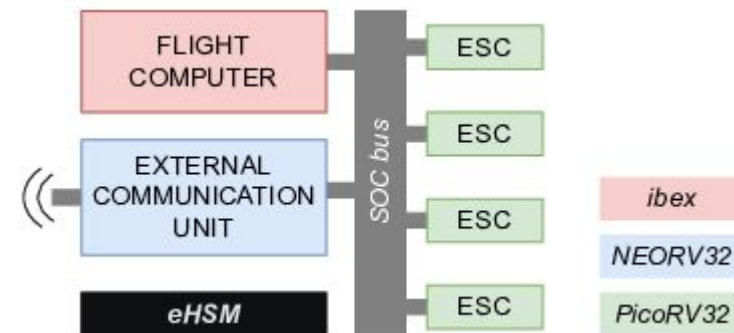 FLIGHT
COMPUTER
EXTERNAL
COMMUNICATION
UNIT
eHSM
SOC bus
ESC
ESC
ESC
ESC
ibex
NEORV32
PicoRV32